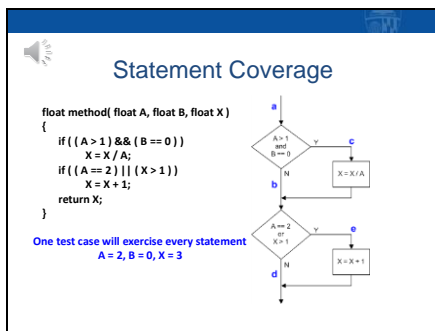 Statement Coverage
float method( float A, float B, float X )
{
if ( ( A > 1 ) && ( B == 0 ) )
X = X / A;
if ( ( A == 2 ) || ( X > 1 ) )
X = X + 1;
return X;
}
One test case will exercise every statement
A = 2, B = 0, X = 3
a
A > 1
and
B == 0
Y
c
X = X / A
N
b
A == 2
or
X > 1
Y
e
X = X + 1
N
d